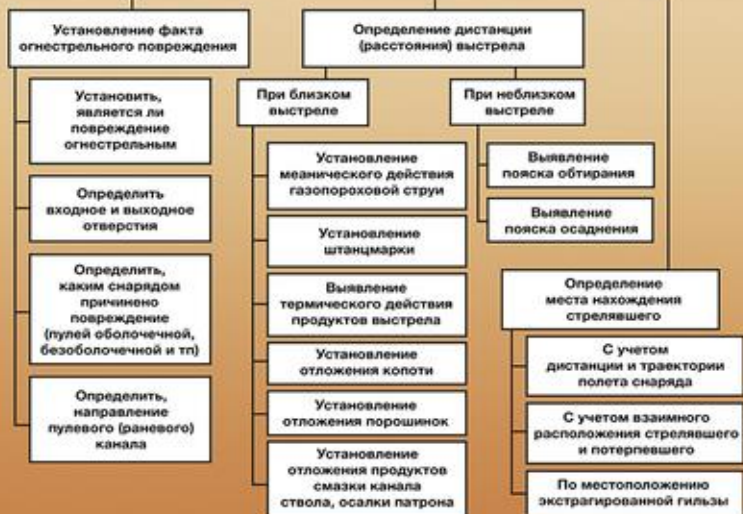 Установление факта
огнестрельного повреждения
Установить,
является ли
повреждение
огнестрельным
Определить
входное и выходное
отверстия
Определить,
каким снарядом
причинено
повреждение
(пулей оболочечной,
безоболочечной и тп)
Определить,
направление
пулевого (раневого)
канала
Определение дистанции
(расстояния) выстрела
При близком
выстреле
Установление
меанического действия
газопороховой струи
Установление
штанцмарки
Выявление
термического действия
продуктов выстрела
Установление
отложения копоти
Установление
отложения порошинок
Установление
отложения продуктов
смазки канала
ствола, осалки патрона
При неблизком
выстреле
Выявление
пояска обтирания
Выявление
пояска осаднения
Определение
места нахождения
стрелявшего
С учетом
дистанции и траектории
полета снаряда
С учетом взаимного
расположения стрелявшего
и потерпевшего
По местоположению
экстрагированной гильзы